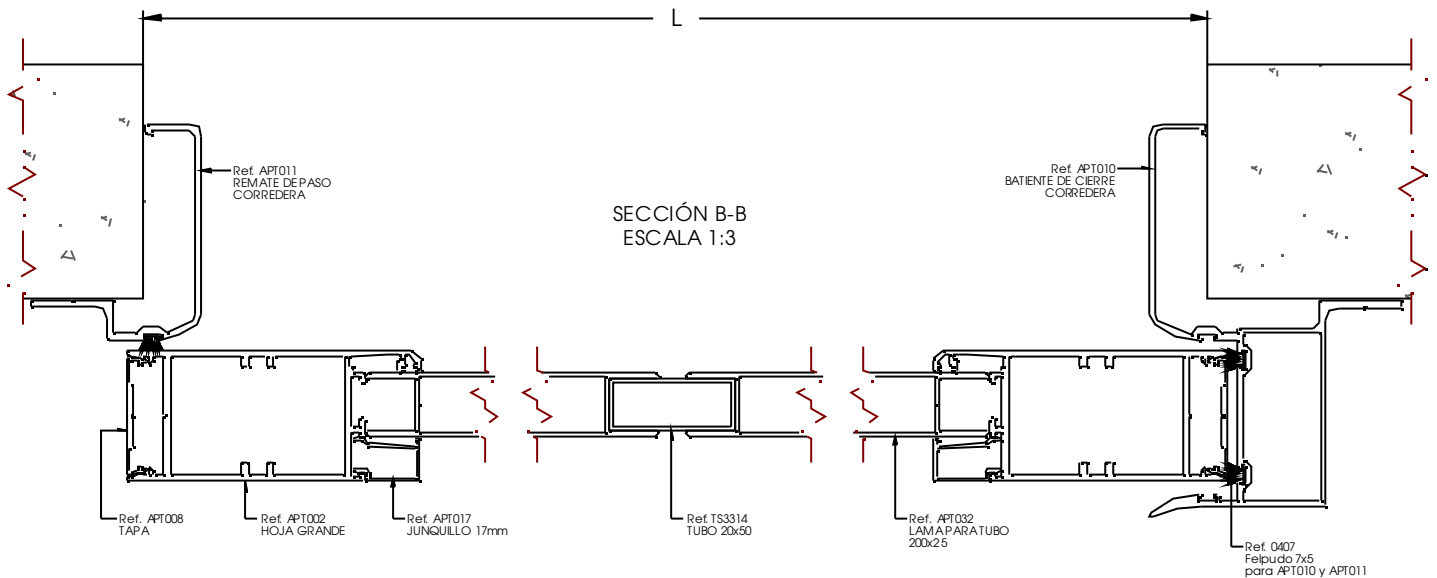 L
Ref. APT011
REMATE DE PASO
CORREDERA
Ref. APT010
BATIENTE DE CIERRE
CORREDERA
SECCIÓN B-B
ESCALA 1:3
Ref. APT008
TAPA
Ref. APT002
HOJA GRANDE
Ref. APT017
JUNQUILLO 17mm
Ref. TS3314
TUBO 20x50
Ref. APT032
LAMA PARA TUBO
200x25
Ref. 0407
Felpudo 7x5
para APT010 y APT011